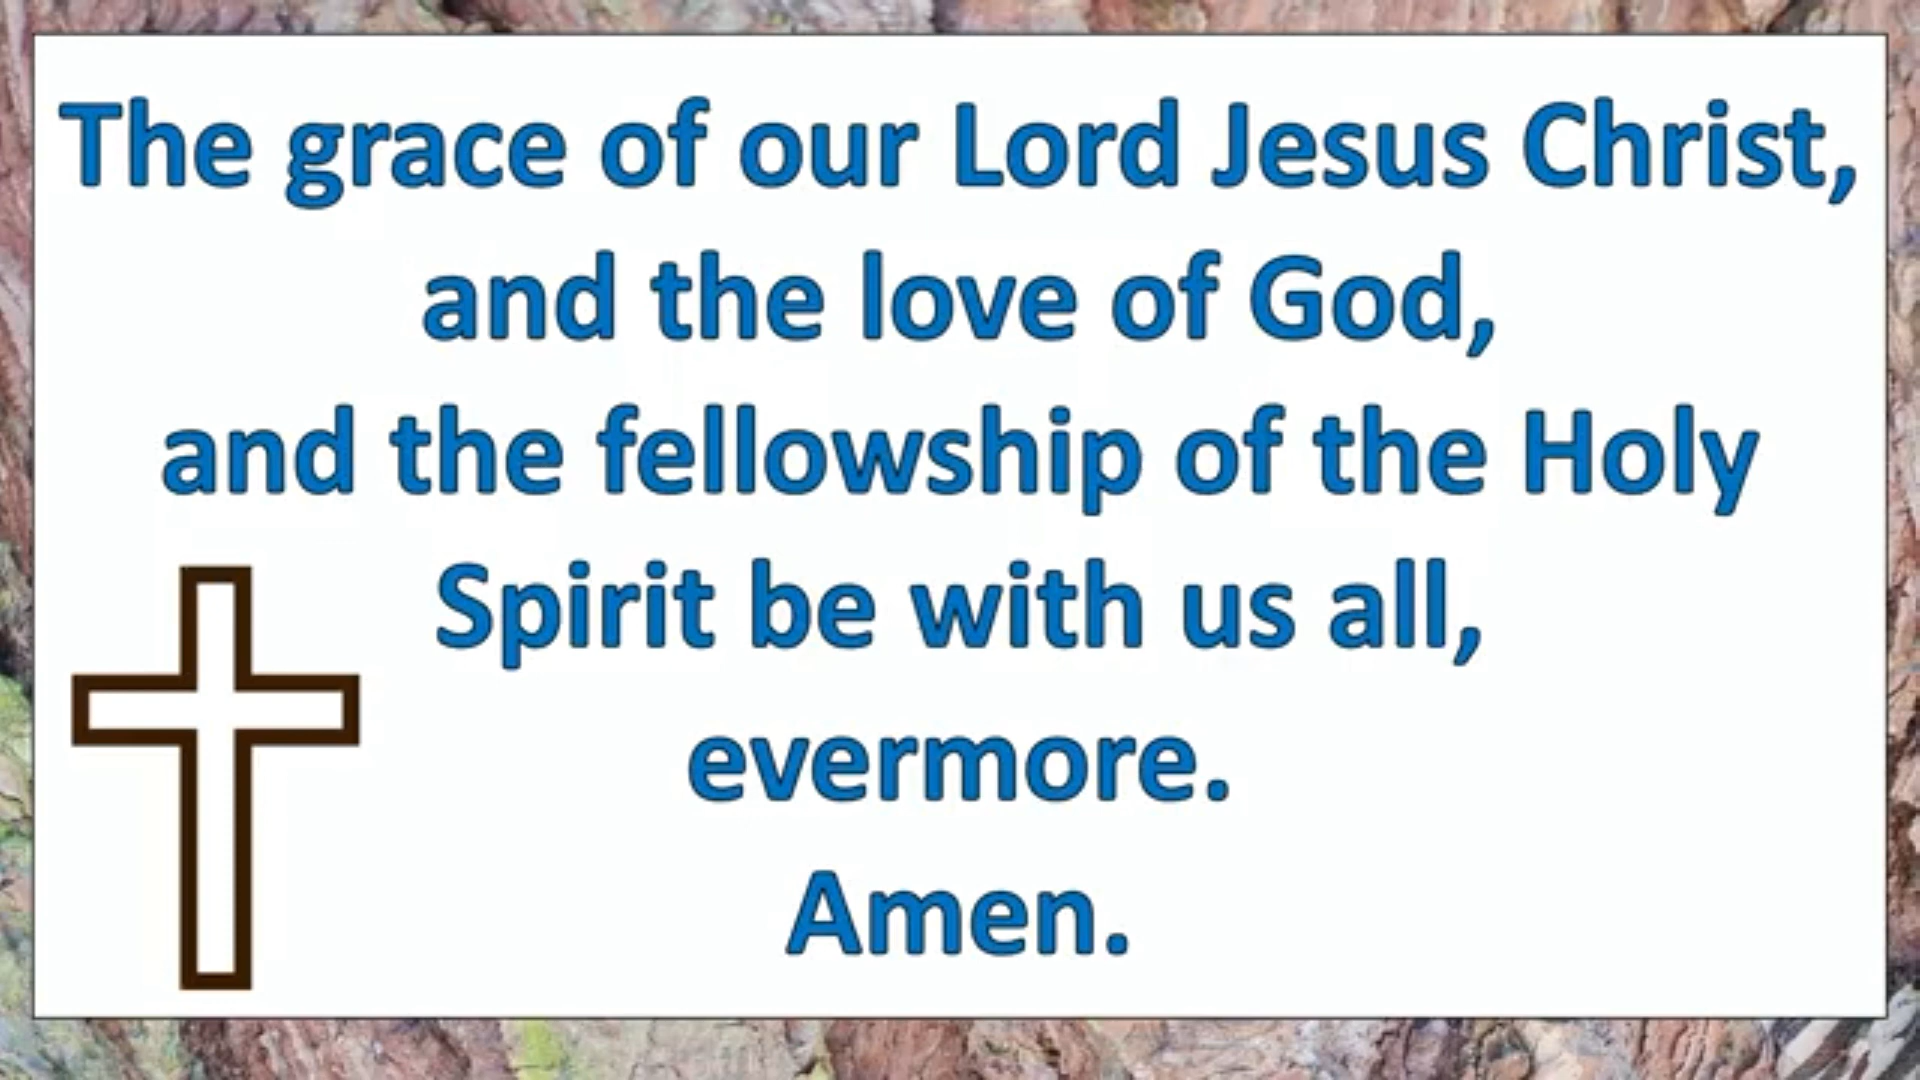 The grace of our Lord Jesus Christ,
and the love of God,
and the fellowship of the Holy
Spirit be with us all,
evermore.
Amen.